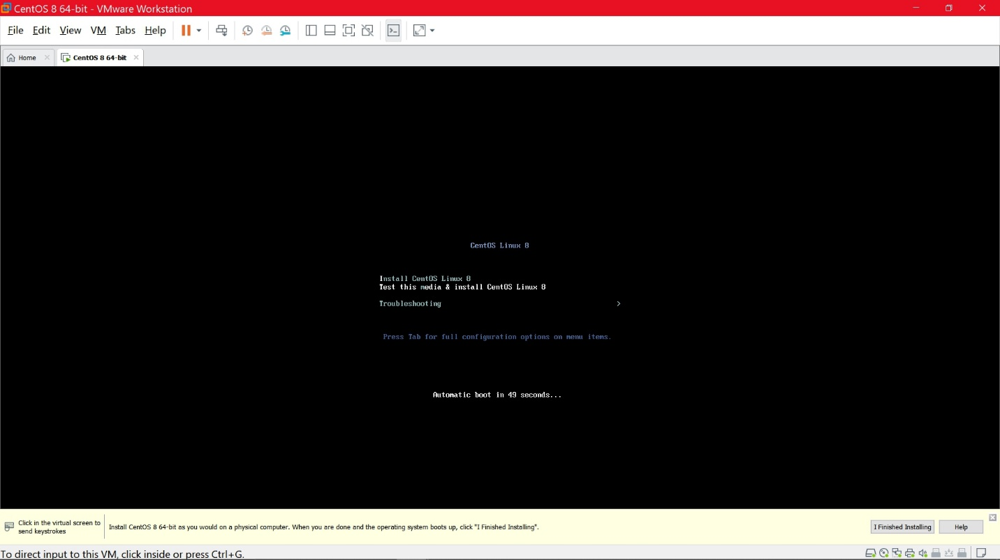 CentOS 8 64-bit - VMware Workstation
File Edit View VM Tabs Help
Home CentOS 8 64-bit
CentOS Linux 8
Install CentOS Linux 8
Test this media & install CentOS Linux 8
Troubleshooting >
Press Tab for full configuration options on menu items.
Automatic boot in 49 seconds...
Click in the virtual screen to
send keystrokes
Install CentOS 8 64-bit as you would on a physical computer. When you are done and the operating system boots up, click "I Finished Installing".
I Finished Installing Help
To direct input to this VM, click inside or press Ctrl+G.